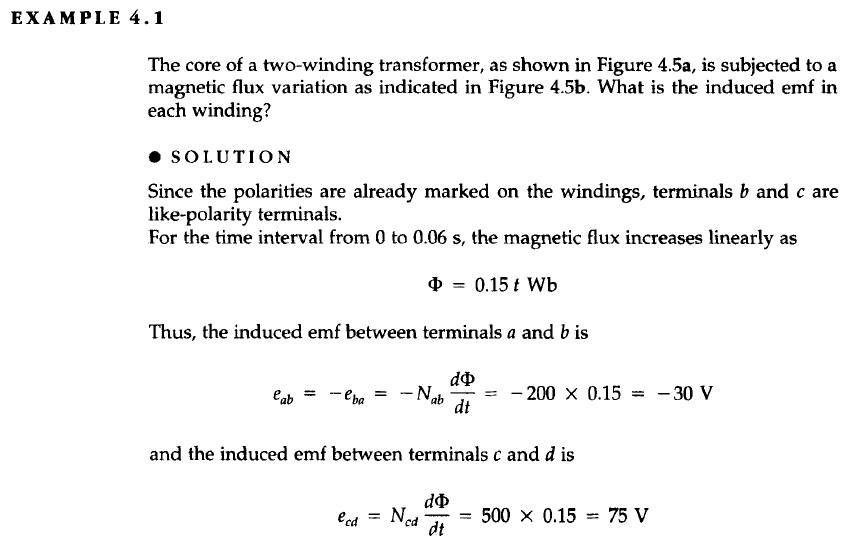 EXAMPLE 4.1
The core of a two-winding transformer, as shown in Figure 4.5a, is subjected to a
magnetic flux variation as indicated in Figure 4.5b. What is the induced emf in
each winding?
● SOLUTION
Since the polarities are already marked on the windings, terminals b and c are
like-polarity terminals.
For the time interval from 0 to 0.06 s, the magnetic flux increases linearly as
Φ = 0.15 t Wb
Thus, the induced emf between terminals a and b is
e_ab = −e_ba = −N_ab dΦ/dt = −200 × 0.15 = −30 V
and the induced emf between terminals c and d is
e_cd = N_cd dΦ/dt = 500 × 0.15 = 75 V